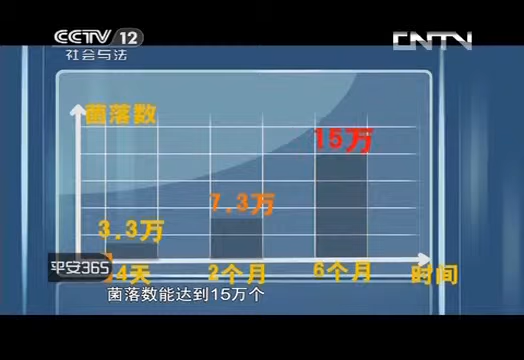 CCTV 12
社会与法
CNTV
菌落数
15万
7.3万
3.3万
平安365
4天
2个月
6个月
时间
菌落数能达到15万个